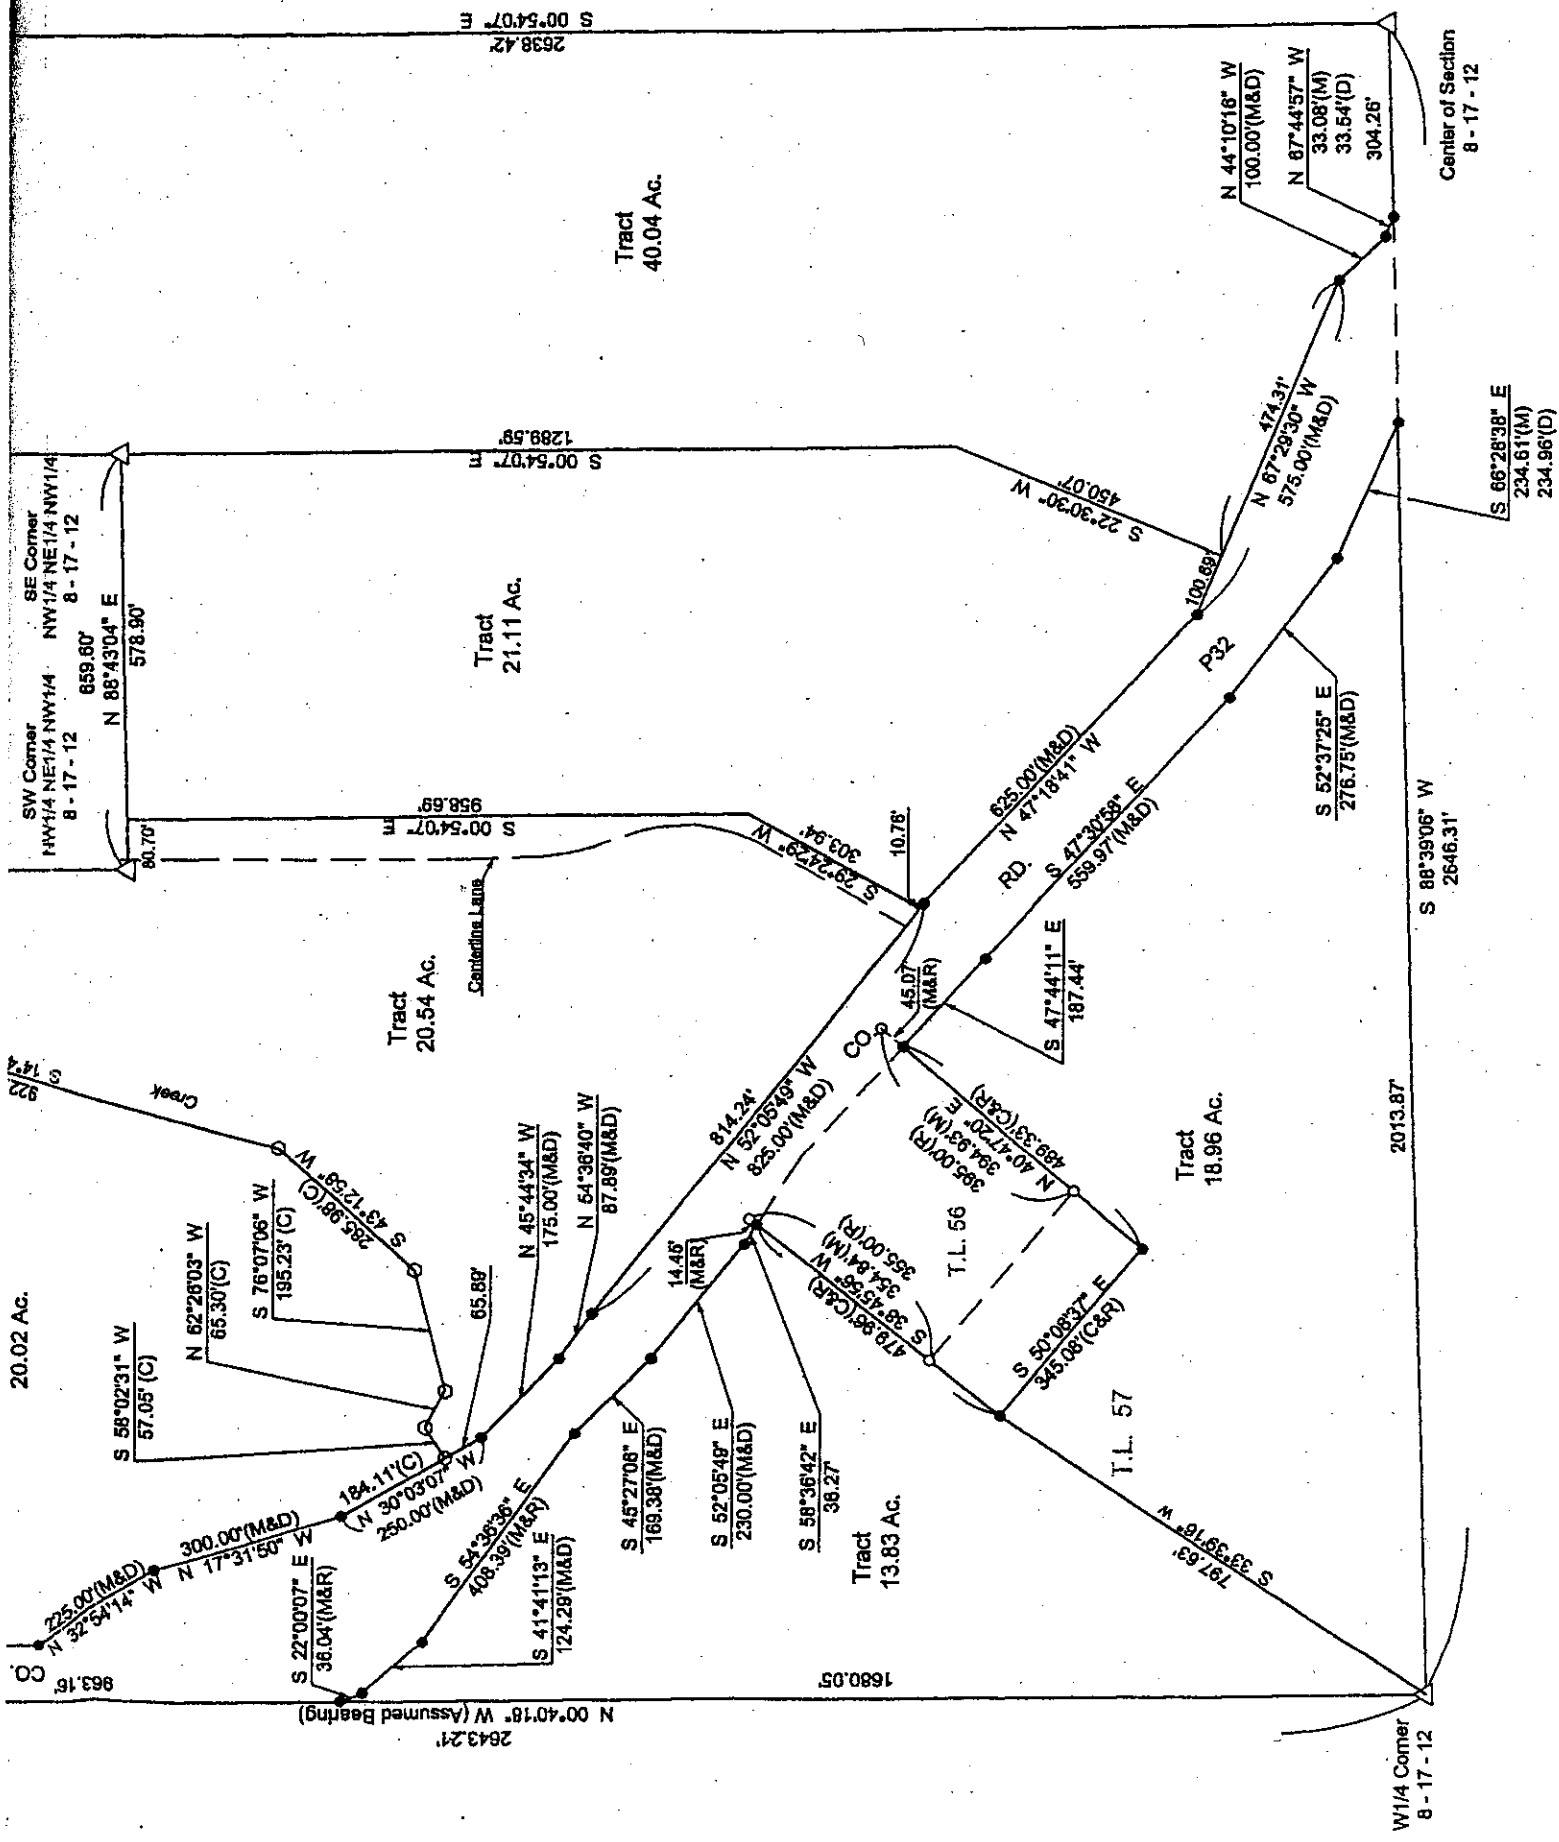 S 00°54'07" E
2638.42'
SW Corner
NW1/4 NE1/4 NW1/4
8 - 17 - 12
SE Corner
NW1/4 NE1/4 NW1/4
8 - 17 - 12
659.60'
N 88°43'04" E
578.90'
80.70'
20.02 Ac.
CO.
963.16'
225.00'(M&D)
N 32°54'14" W
300.00'(M&D)
N 17°31'50" W
184.11'(C)
(N 30°03'07" W)
250.00'(M&D)
S 58°02'31" W
57.05' (C)
N 62°26'03" W
65.30'(C)
S 76°07'06" W
195.23' (C)
S 43°12'58" W
285.98'(C)
Creek
922
14°4
65.89'
N 45°44'34" W
175.00'(M&D)
N 54°36'40" W
87.89'(M&D)
Tract
20.54 Ac.
Centerline Lane
S 00°54'07" E
958.69'
S 29°24'29" W
303.94'
10.76'
Tract
21.11 Ac.
S 00°54'07" E
1289.59'
S 22°30'30" W
450.07'
Tract
40.04 Ac.
N 44°10'16" W
100.00'(M&D)
N 67°44'57" W
33.08'(M)
33.54'(D)
304.26'
Center of Section
8 - 17 - 12
474.31'
N 67°29'30" W
575.00'(M&D)
100.69'
625.00'(M&D)
N 47°18'41" W
814.24'
N 52°05'49" W
825.00'(M&D)
CO.
RD.
P32
S 22°00'07" E
36.04'(M&R)
S 41°41'13" E
124.29'(M&D)
S 54°36'36" E
408.39'(M&R)
S 45°27'08" E
169.38'(M&D)
S 52°05'49" E
230.00'(M&D)
S 58°36'42" E
38.27'
14.45'
(M&R)
45.07'
(M&R)
S 47°44'11" E
187.44'
S 47°30'58" E
559.97'(M&D)
S 52°37'25" E
276.75'(M&D)
S 66°28'38" E
234.61'(M)
234.96'(D)
355.00'(R)
354.84'(M)
S 38°45'56" W
479.96'(C&R)
T.L. 56
395.00'(R)
394.93'(M)
N 40°47'20" E
489.33'(C&R)
S 50°08'37" E
345.08'(C&R)
T.L. 57
Tract
18.96 Ac.
Tract
13.83 Ac.
S 33°39'16" W
797.63'
N 00°40'18" W (Assumed Bearing)
2643.21'
1680.05'
2013.87'
S 88°39'06" W
2646.31'
W1/4 Corner
8 - 17 - 12